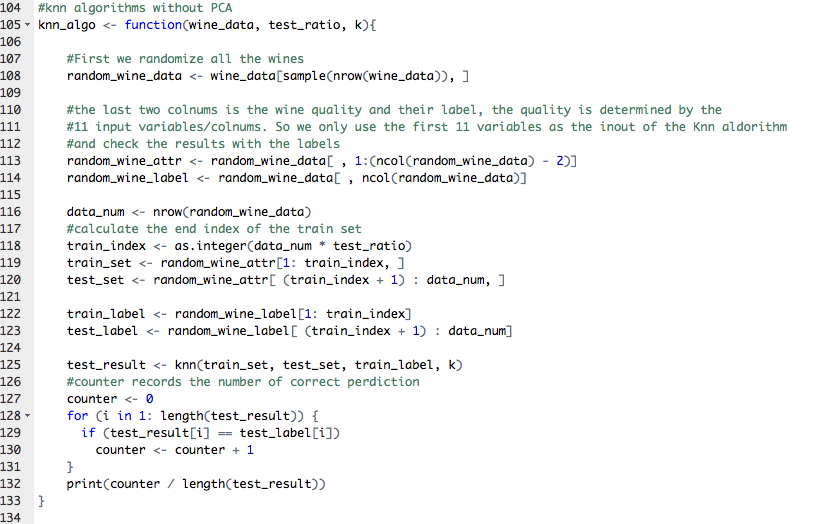 104 #knn algorithms without PCA
105 knn_algo <- function(wine_data, test_ratio, k){
106
107 #First we randomize all the wines
108 random_wine_data <- wine_data[sample(nrow(wine_data)), ]
109
110 #the last two colnums is the wine quality and their label, the quality is determined by the
111 #11 input variables/colnums. So we only use the first 11 variables as the inout of the Knn aldorithm
112 #and check the results with the labels
113 random_wine_attr <- random_wine_data[ , 1:(ncol(random_wine_data) - 2)]
114 random_wine_label <- random_wine_data[ , ncol(random_wine_data)]
115
116 data_num <- nrow(random_wine_data)
117 #calculate the end index of the train set
118 train_index <- as.integer(data_num * test_ratio)
119 train_set <- random_wine_attr[1: train_index, ]
120 test_set <- random_wine_attr[ (train_index + 1) : data_num, ]
121
122 train_label <- random_wine_label[1: train_index]
123 test_label <- random_wine_label[ (train_index + 1) : data_num]
124
125 test_result <- knn(train_set, test_set, train_label, k)
126 #counter records the number of correct perdiction
127 counter <- 0
128 for (i in 1: length(test_result)) {
129 if (test_result[i] == test_label[i])
130 counter <- counter + 1
131 }
132 print(counter / length(test_result))
133 }
134